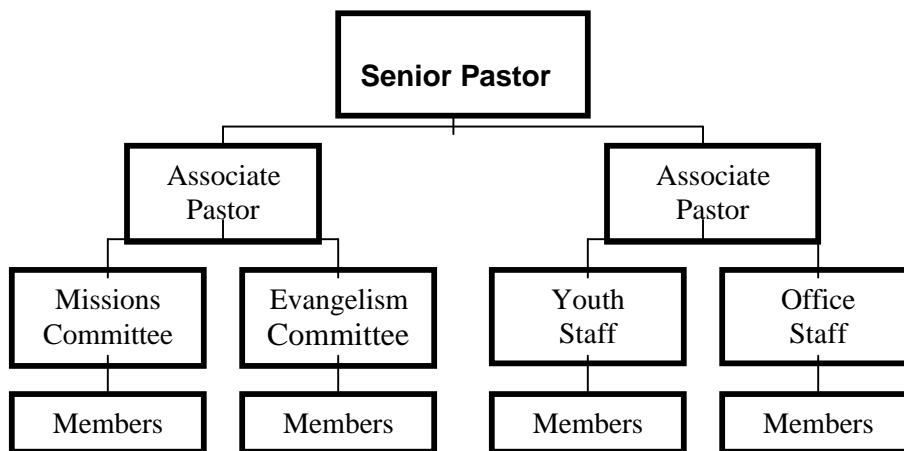 Senior Pastor
Associate
Pastor
Associate
Pastor
Missions
Committee
Evangelism
Committee
Youth
Staff
Office
Staff
Members
Members
Members
Members